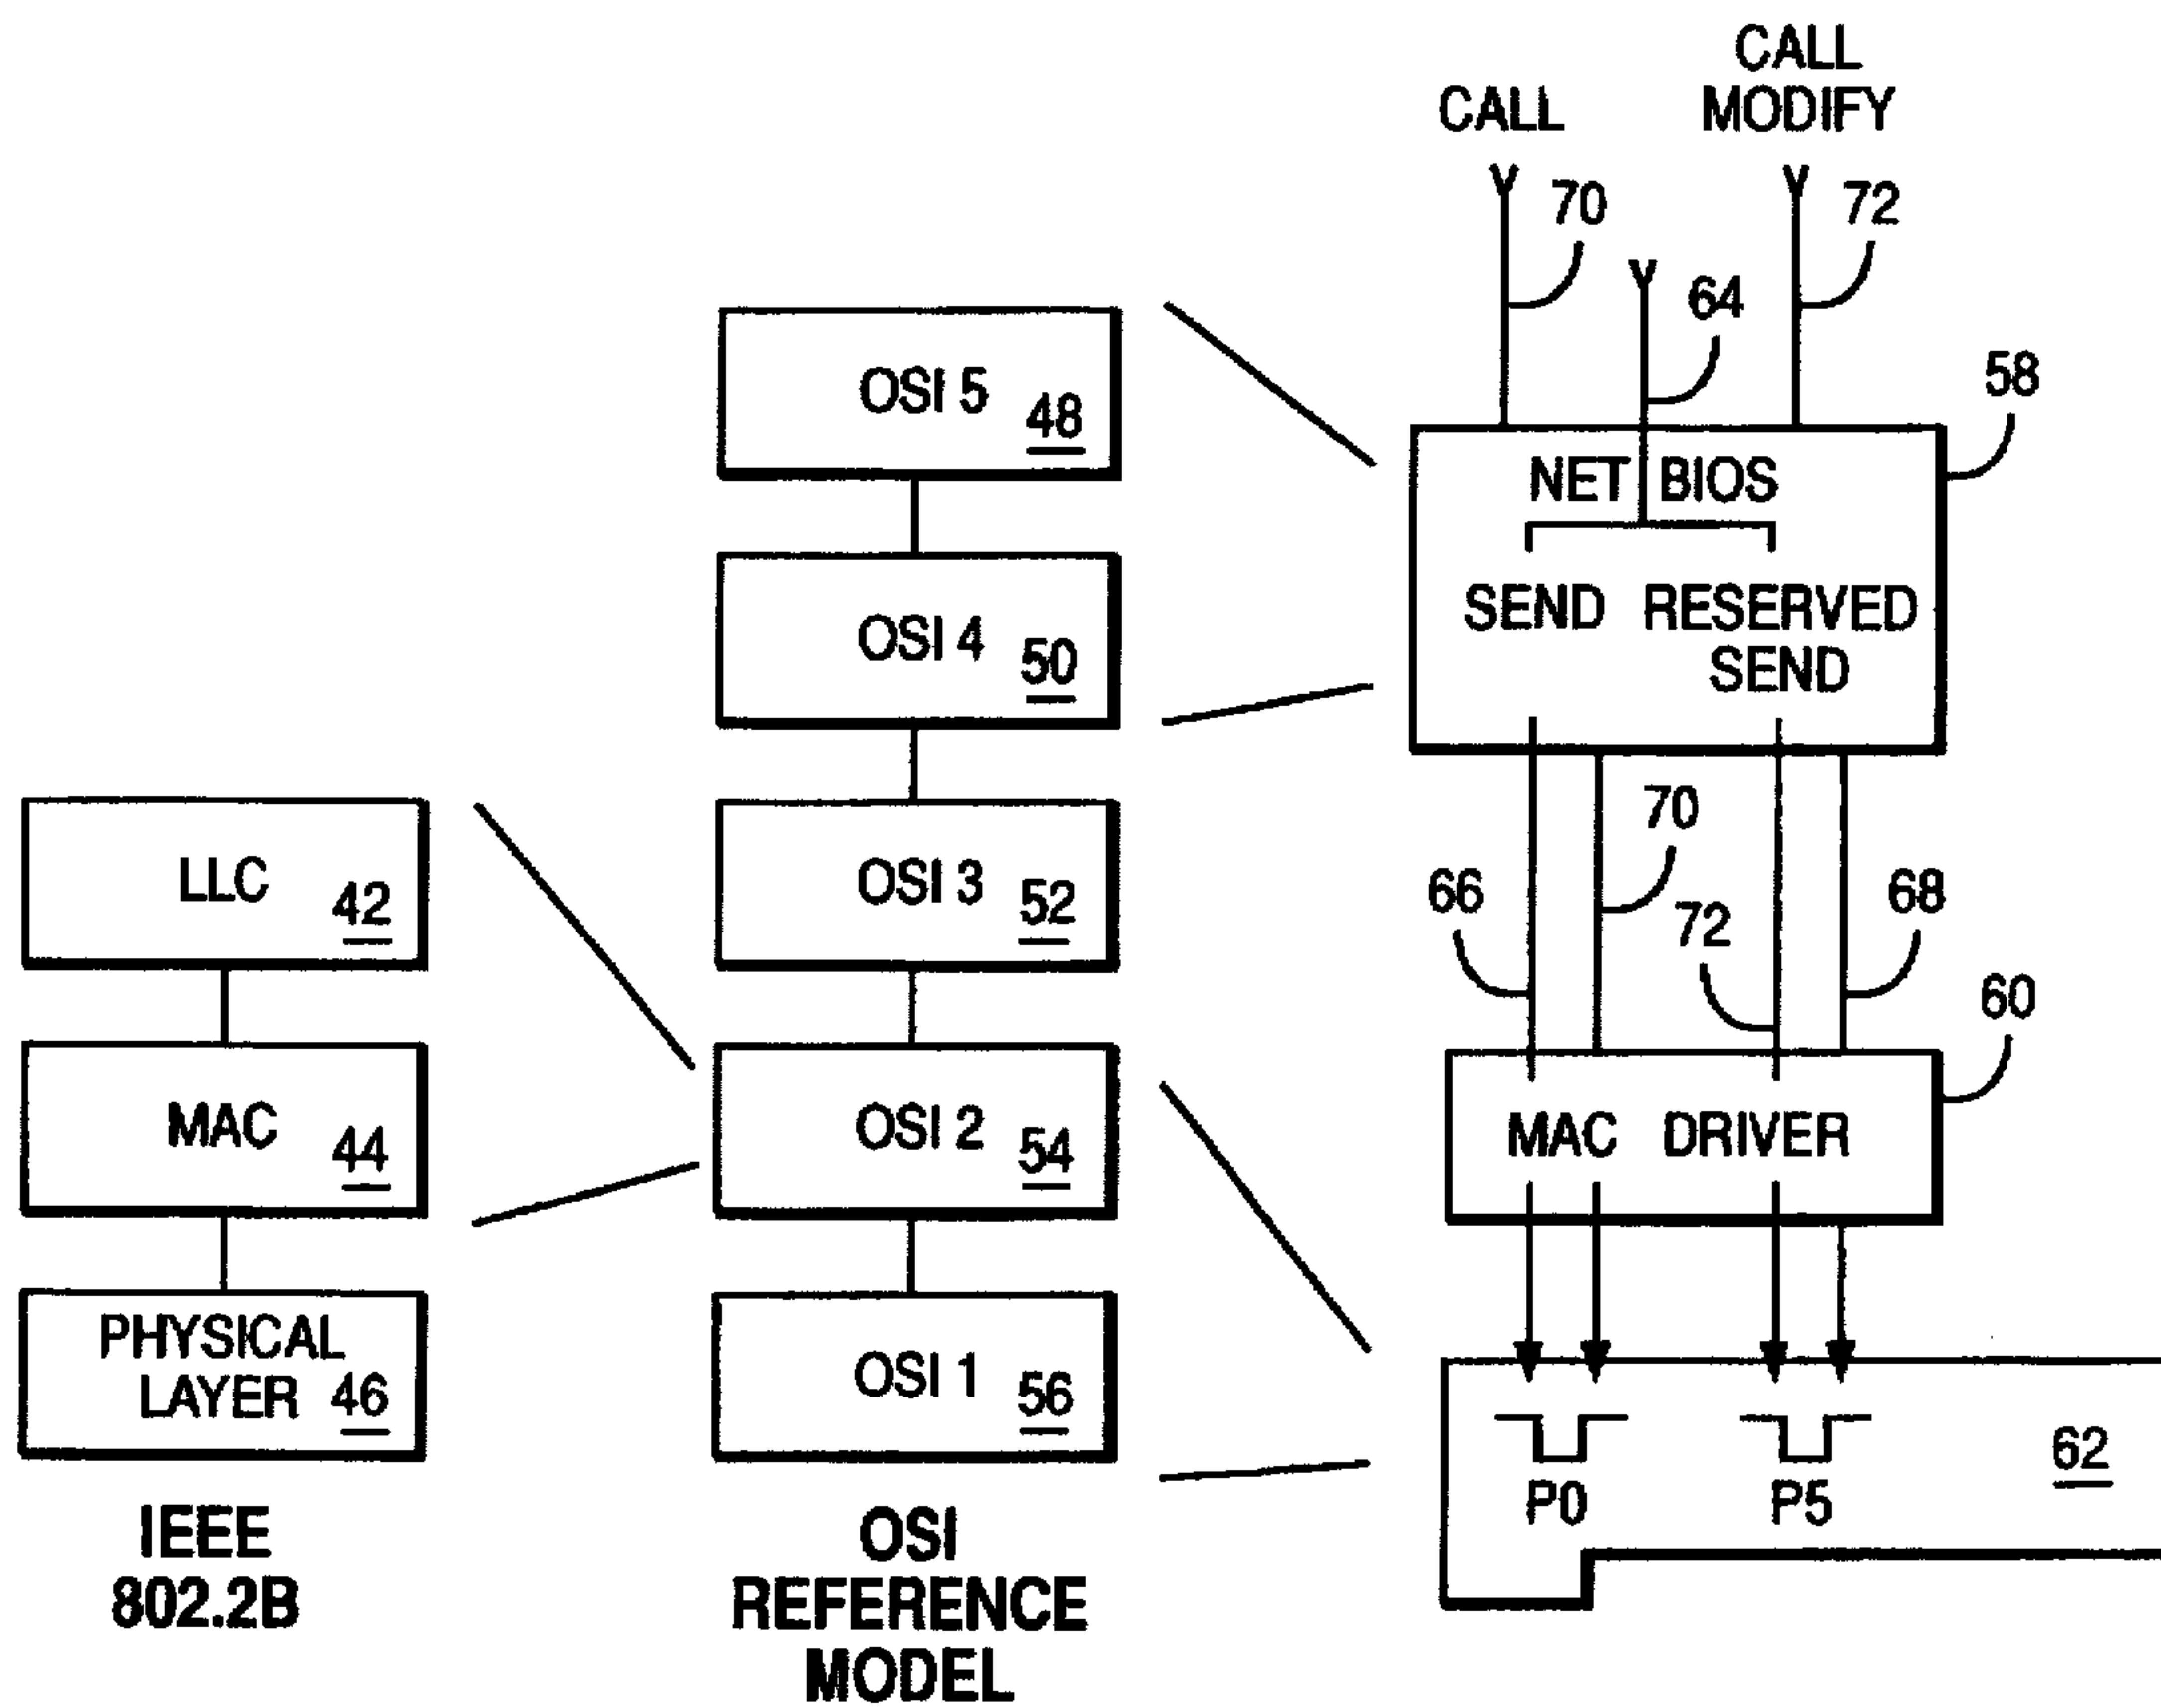 CALL
CALL
MODIFY
70
72
64
58
NET BIOS
SEND RESERVED
SEND
OSI 5 48
OSI 4 50
OSI 3 52
OSI 2 54
OSI 1 56
OSI
REFERENCE
MODEL
LLC 42
MAC 44
PHYSICAL
LAYER 46
IEEE
802.2B
66
70
72
68
60
MAC DRIVER
P0
P5
62